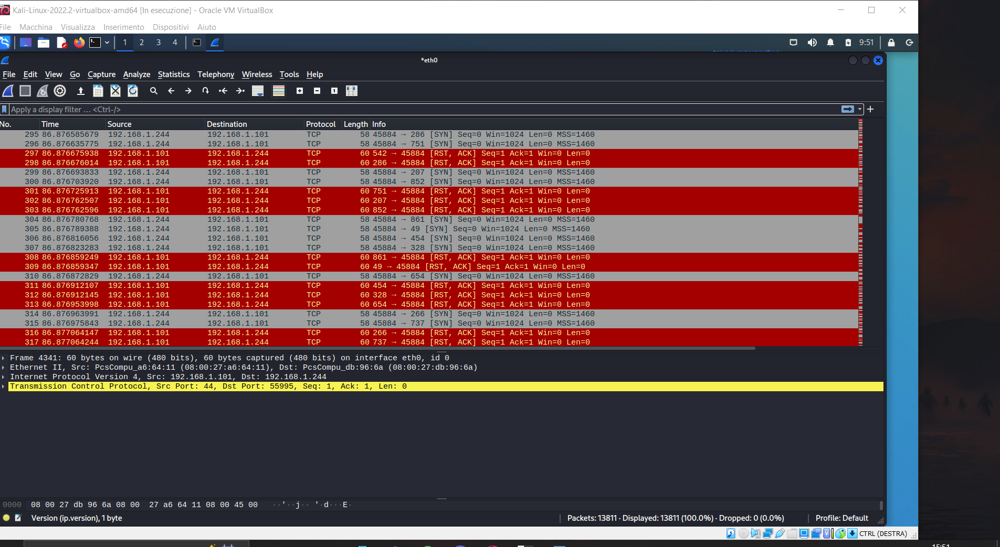 Kali-Linux-2022.2-virtualbox-amd64 [In esecuzione] - Oracle VM VirtualBox
File Macchina Visualizza Inserimento Dispositivi Aiuto
1 2 3 4 9:51
*eth0
File Edit View Go Capture Analyze Statistics Telephony Wireless Tools Help
Apply a display filter ... <Ctrl-/>
No. Time Source Destination Protocol Length Info
295 86.876585679 192.168.1.244 192.168.1.101 TCP 58 45884 → 286 [SYN] Seq=0 Win=1024 Len=0 MSS=1460
296 86.876635775 192.168.1.244 192.168.1.101 TCP 58 45884 → 751 [SYN] Seq=0 Win=1024 Len=0 MSS=1460
297 86.876675938 192.168.1.101 192.168.1.244 TCP 60 542 → 45884 [RST, ACK] Seq=1 Ack=1 Win=0 Len=0
298 86.876676014 192.168.1.101 192.168.1.244 TCP 60 286 → 45884 [RST, ACK] Seq=1 Ack=1 Win=0 Len=0
299 86.876693833 192.168.1.244 192.168.1.101 TCP 58 45884 → 207 [SYN] Seq=0 Win=1024 Len=0 MSS=1460
300 86.876703920 192.168.1.244 192.168.1.101 TCP 58 45884 → 852 [SYN] Seq=0 Win=1024 Len=0 MSS=1460
301 86.876725913 192.168.1.101 192.168.1.244 TCP 60 751 → 45884 [RST, ACK] Seq=1 Ack=1 Win=0 Len=0
302 86.876762507 192.168.1.101 192.168.1.244 TCP 60 207 → 45884 [RST, ACK] Seq=1 Ack=1 Win=0 Len=0
303 86.876762596 192.168.1.101 192.168.1.244 TCP 60 852 → 45884 [RST, ACK] Seq=1 Ack=1 Win=0 Len=0
304 86.876780768 192.168.1.244 192.168.1.101 TCP 58 45884 → 861 [SYN] Seq=0 Win=1024 Len=0 MSS=1460
305 86.876789388 192.168.1.244 192.168.1.101 TCP 58 45884 → 49 [SYN] Seq=0 Win=1024 Len=0 MSS=1460
306 86.876816056 192.168.1.244 192.168.1.101 TCP 58 45884 → 454 [SYN] Seq=0 Win=1024 Len=0 MSS=1460
307 86.876823283 192.168.1.244 192.168.1.101 TCP 58 45884 → 328 [SYN] Seq=0 Win=1024 Len=0 MSS=1460
308 86.876859249 192.168.1.101 192.168.1.244 TCP 60 861 → 45884 [RST, ACK] Seq=1 Ack=1 Win=0 Len=0
309 86.876859347 192.168.1.101 192.168.1.244 TCP 60 49 → 45884 [RST, ACK] Seq=1 Ack=1 Win=0 Len=0
310 86.876872829 192.168.1.244 192.168.1.101 TCP 58 45884 → 654 [SYN] Seq=0 Win=1024 Len=0 MSS=1460
311 86.876912107 192.168.1.101 192.168.1.244 TCP 60 454 → 45884 [RST, ACK] Seq=1 Ack=1 Win=0 Len=0
312 86.876912145 192.168.1.101 192.168.1.244 TCP 60 328 → 45884 [RST, ACK] Seq=1 Ack=1 Win=0 Len=0
313 86.876953998 192.168.1.101 192.168.1.244 TCP 60 654 → 45884 [RST, ACK] Seq=1 Ack=1 Win=0 Len=0
314 86.876963991 192.168.1.244 192.168.1.101 TCP 58 45884 → 266 [SYN] Seq=0 Win=1024 Len=0 MSS=1460
315 86.876975843 192.168.1.244 192.168.1.101 TCP 58 45884 → 737 [SYN] Seq=0 Win=1024 Len=0 MSS=1460
316 86.877064147 192.168.1.101 192.168.1.244 TCP 60 266 → 45884 [RST, ACK] Seq=1 Ack=1 Win=0 Len=0
317 86.877064244 192.168.1.101 192.168.1.244 TCP 60 737 → 45884 [RST, ACK] Seq=1 Ack=1 Win=0 Len=0
Frame 4341: 60 bytes on wire (480 bits), 60 bytes captured (480 bits) on interface eth0, id 0
Ethernet II, Src: PcsCompu_a6:64:11 (08:00:27:a6:64:11), Dst: PcsCompu_db:96:6a (08:00:27:db:96:6a)
Internet Protocol Version 4, Src: 192.168.1.101, Dst: 192.168.1.244
Transmission Control Protocol, Src Port: 44, Dst Port: 55995, Seq: 1, Ack: 1, Len: 0
0000 08 00 27 db 96 6a 08 00 27 a6 64 11 08 00 45 00 ··'··j·· '·d···E·
Version (ip.version), 1 byte Packets: 13811 · Displayed: 13811 (100.0%) · Dropped: 0 (0.0%) Profile: Default
CTRL (DESTRA)
15:51